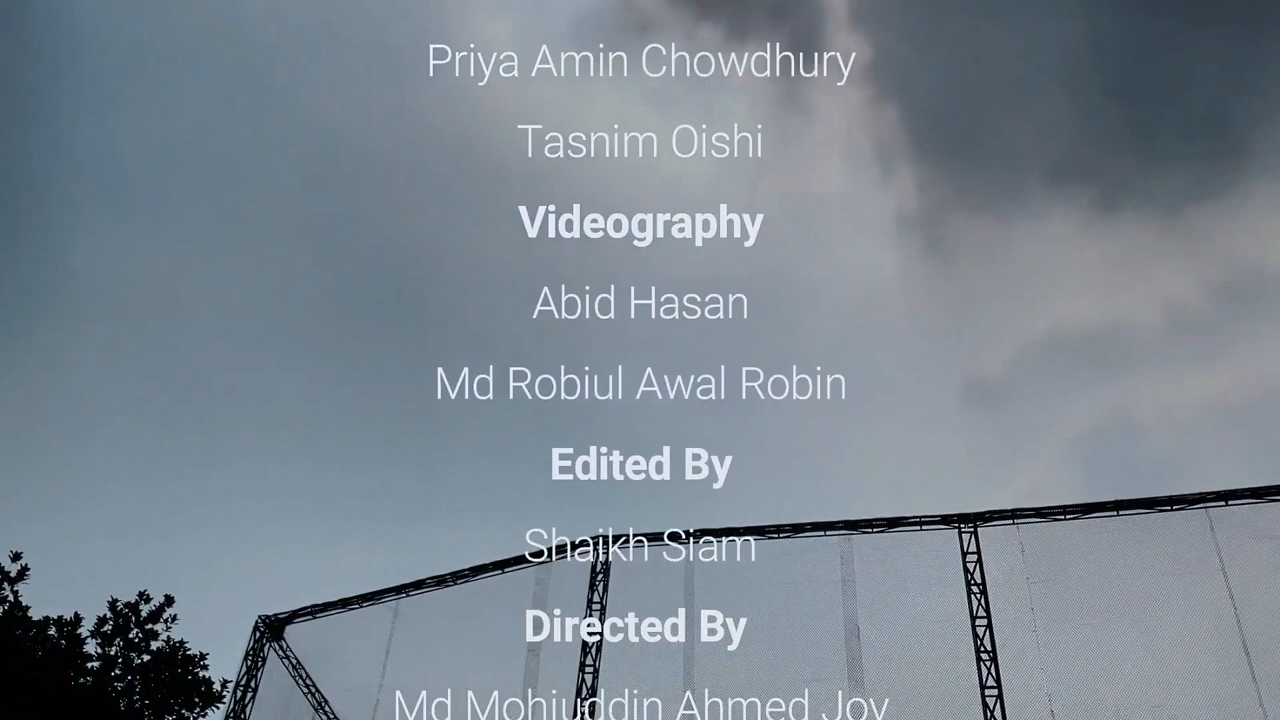 Priya Amin Chowdhury
Tasnim Oishi
Videography
Abid Hasan
Md Robiul Awal Robin
Edited By
Shaikh Siam
Directed By
Md Mohiuddin Ahmed Joy